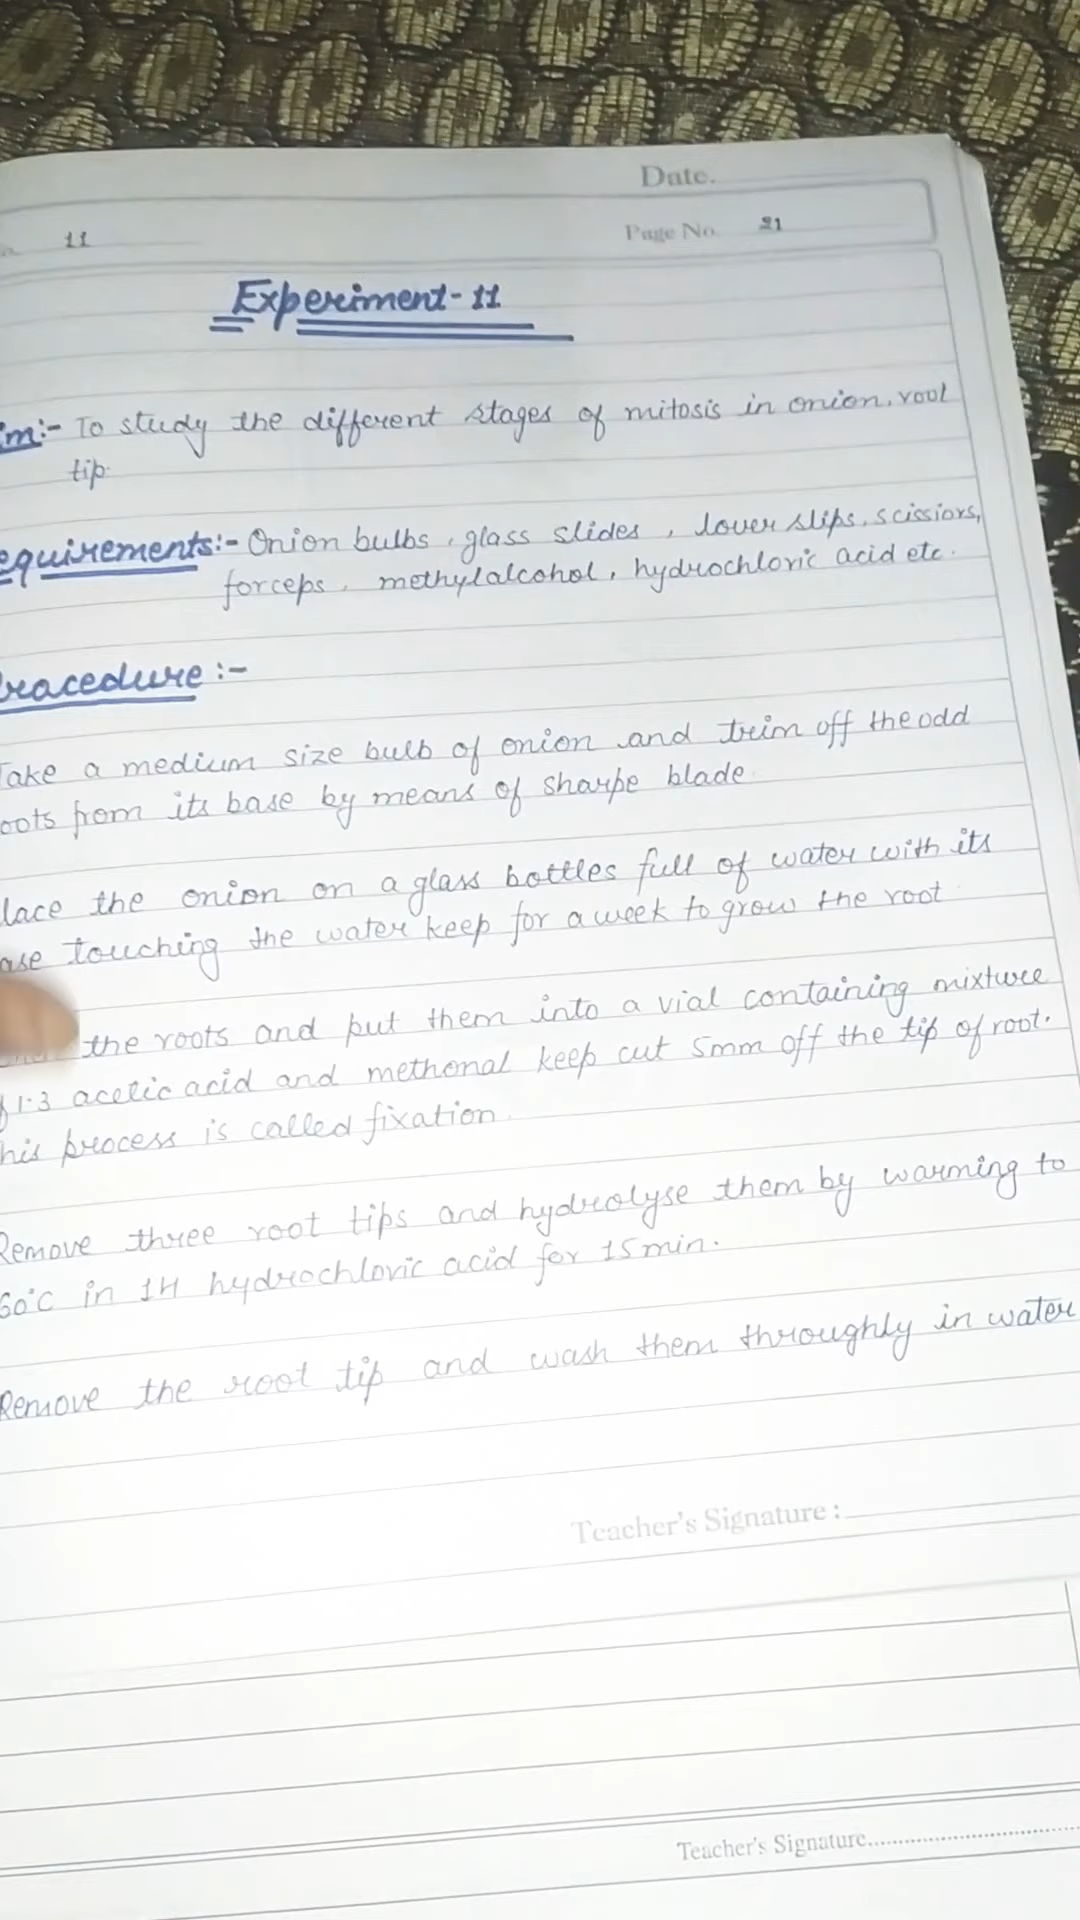 Date.
11
Page No. 21
Experiment-11
im:- To study the different stages of mitosis in onion. root
tip.
equirements:- Onion bulbs, glass slides, lover slips, scissiors,
forceps, methylalcohol, hydrochloric acid etc.
racedure:-
Take a medium size bulb of onion and trim off the odd
oots from its base by means of sharpe blade.
lace the onion on a glass bottles full of water with its
ase touching the water keep for a week to grow the root
the roots and put them into a vial containing mixture
1:3 acetic acid and methonal keep cut 5mm off the tip of root.
his process is called fixation.
Remove three root tips and hydrolyse them by warming to
60°C in 1H hydrochloric acid for 15 min.
Remove the root tip and wash them throughly in water
Teacher's Signature :
Teacher's Signature